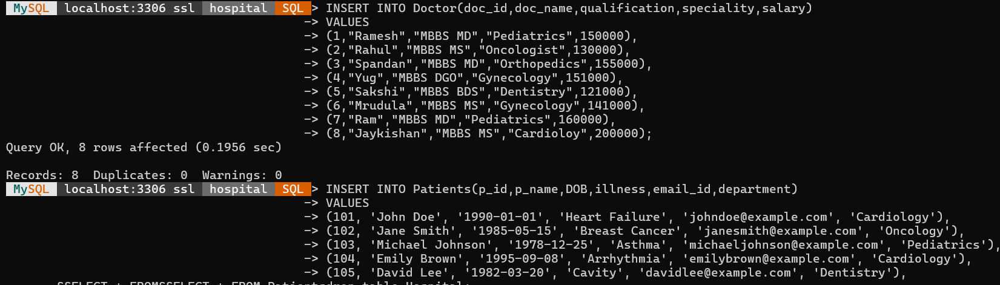 MySQL localhost:3306 ssl hospital SQL > INSERT INTO Doctor(doc_id,doc_name,qualification,speciality,salary)
-> VALUES
-> (1,"Ramesh","MBBS MD","Pediatrics",150000),
-> (2,"Rahul","MBBS MS","Oncologist",130000),
-> (3,"Spandan","MBBS MD","Orthopedics",155000),
-> (4,"Yug","MBBS DGO","Gynecology",151000),
-> (5,"Sakshi","MBBS BDS","Dentistry",121000),
-> (6,"Mrudula","MBBS MS","Gynecology",141000),
-> (7,"Ram","MBBS MD","Pediatrics",160000),
-> (8,"Jaykishan","MBBS MS","Cardioloy",200000);
Query OK, 8 rows affected (0.1956 sec)
Records: 8  Duplicates: 0  Warnings: 0
MySQL localhost:3306 ssl hospital SQL > INSERT INTO Patients(p_id,p_name,DOB,illness,email_id,department)
-> VALUES
-> (101, 'John Doe', '1990-01-01', 'Heart Failure', 'johndoe@example.com', 'Cardiology'),
-> (102, 'Jane Smith', '1985-05-15', 'Breast Cancer', 'janesmith@example.com', 'Oncology'),
-> (103, 'Michael Johnson', '1978-12-25', 'Asthma', 'michaeljohnson@example.com', 'Pediatrics'),
-> (104, 'Emily Brown', '1995-09-08', 'Arrhythmia', 'emilybrown@example.com', 'Cardiology'),
-> (105, 'David Lee', '1982-03-20', 'Cavity', 'davidlee@example.com', 'Dentistry'),
SSELECT * FROMSSELECT * FROM Patientsdrop table Hospital;